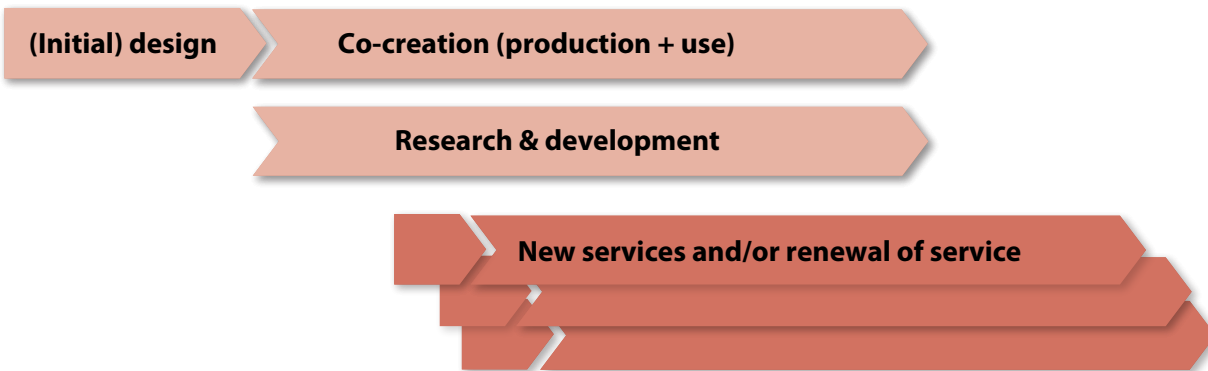 (Initial) design
Co-creation (production + use)
Research & development
New services and/or renewal of service